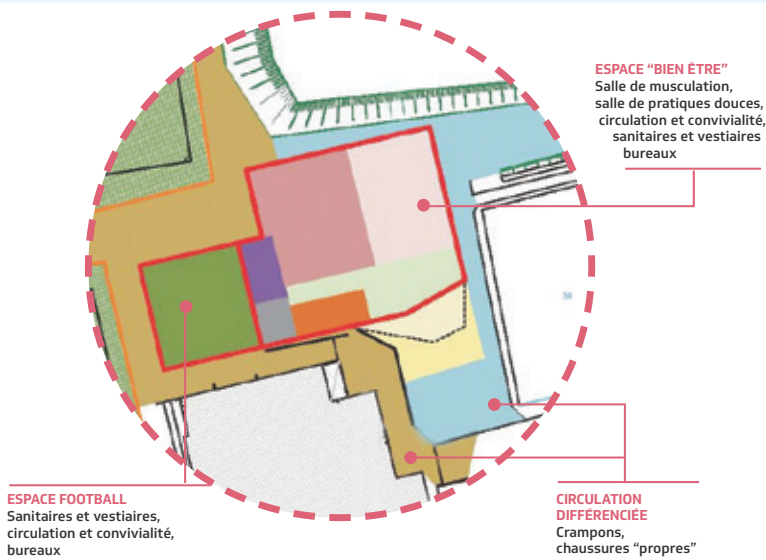 ESPACE “BIEN ÊTRE”
Salle de musculation,
salle de pratiques douces,
circulation et convivialité,
sanitaires et vestiaires
bureaux
ESPACE FOOTBALL
Sanitaires et vestiaires,
circulation et convivialité,
bureaux
CIRCULATION
DIFFÉRENCIÉE
Crampons,
chaussures “propres”